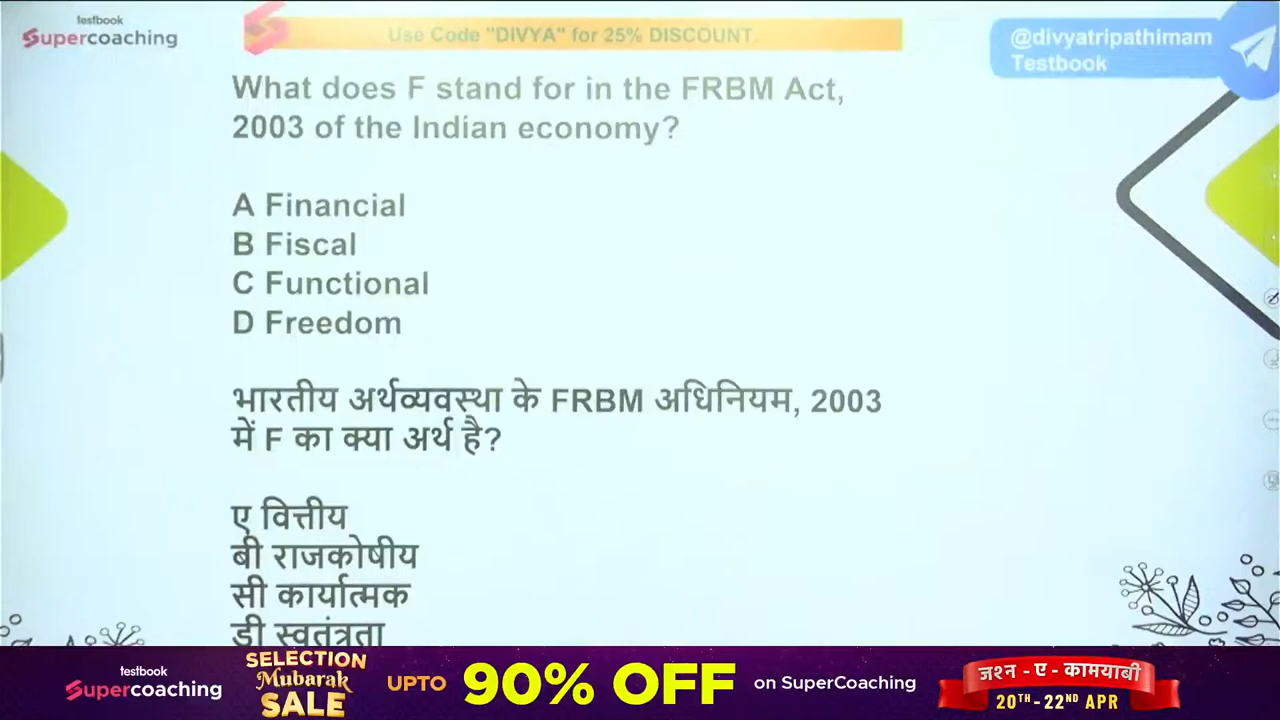 testbook
Supercoaching
Use Code "DIVYA" for 25% DISCOUNT.
@divyatripathimam
Testbook
What does F stand for in the FRBM Act,
2003 of the Indian economy?
A Financial
B Fiscal
C Functional
D Freedom
भारतीय अर्थव्यवस्था के FRBM अधिनियम, 2003
में F का क्या अर्थ है?
ए वित्तीय
बी राजकोषीय
सी कार्यात्मक
डी स्वतंत्रता
testbook
Supercoaching
SELECTION
Mubarak
SALE
UPTO 90% OFF on SuperCoaching
जश्न - ए - कामयाबी
20TH - 22ND APR